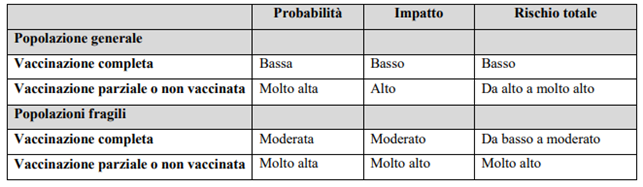 Probabilità Impatto Rischio totale
Popolazione generale
Vaccinazione completa Bassa Basso Basso
Vaccinazione parziale o non vaccinata Molto alta Alto Da alto a molto alto
Popolazioni fragili
Vaccinazione completa Moderata Moderato Da basso a moderato
Vaccinazione parziale o non vaccinata Molto alta Molto alto Molto alto